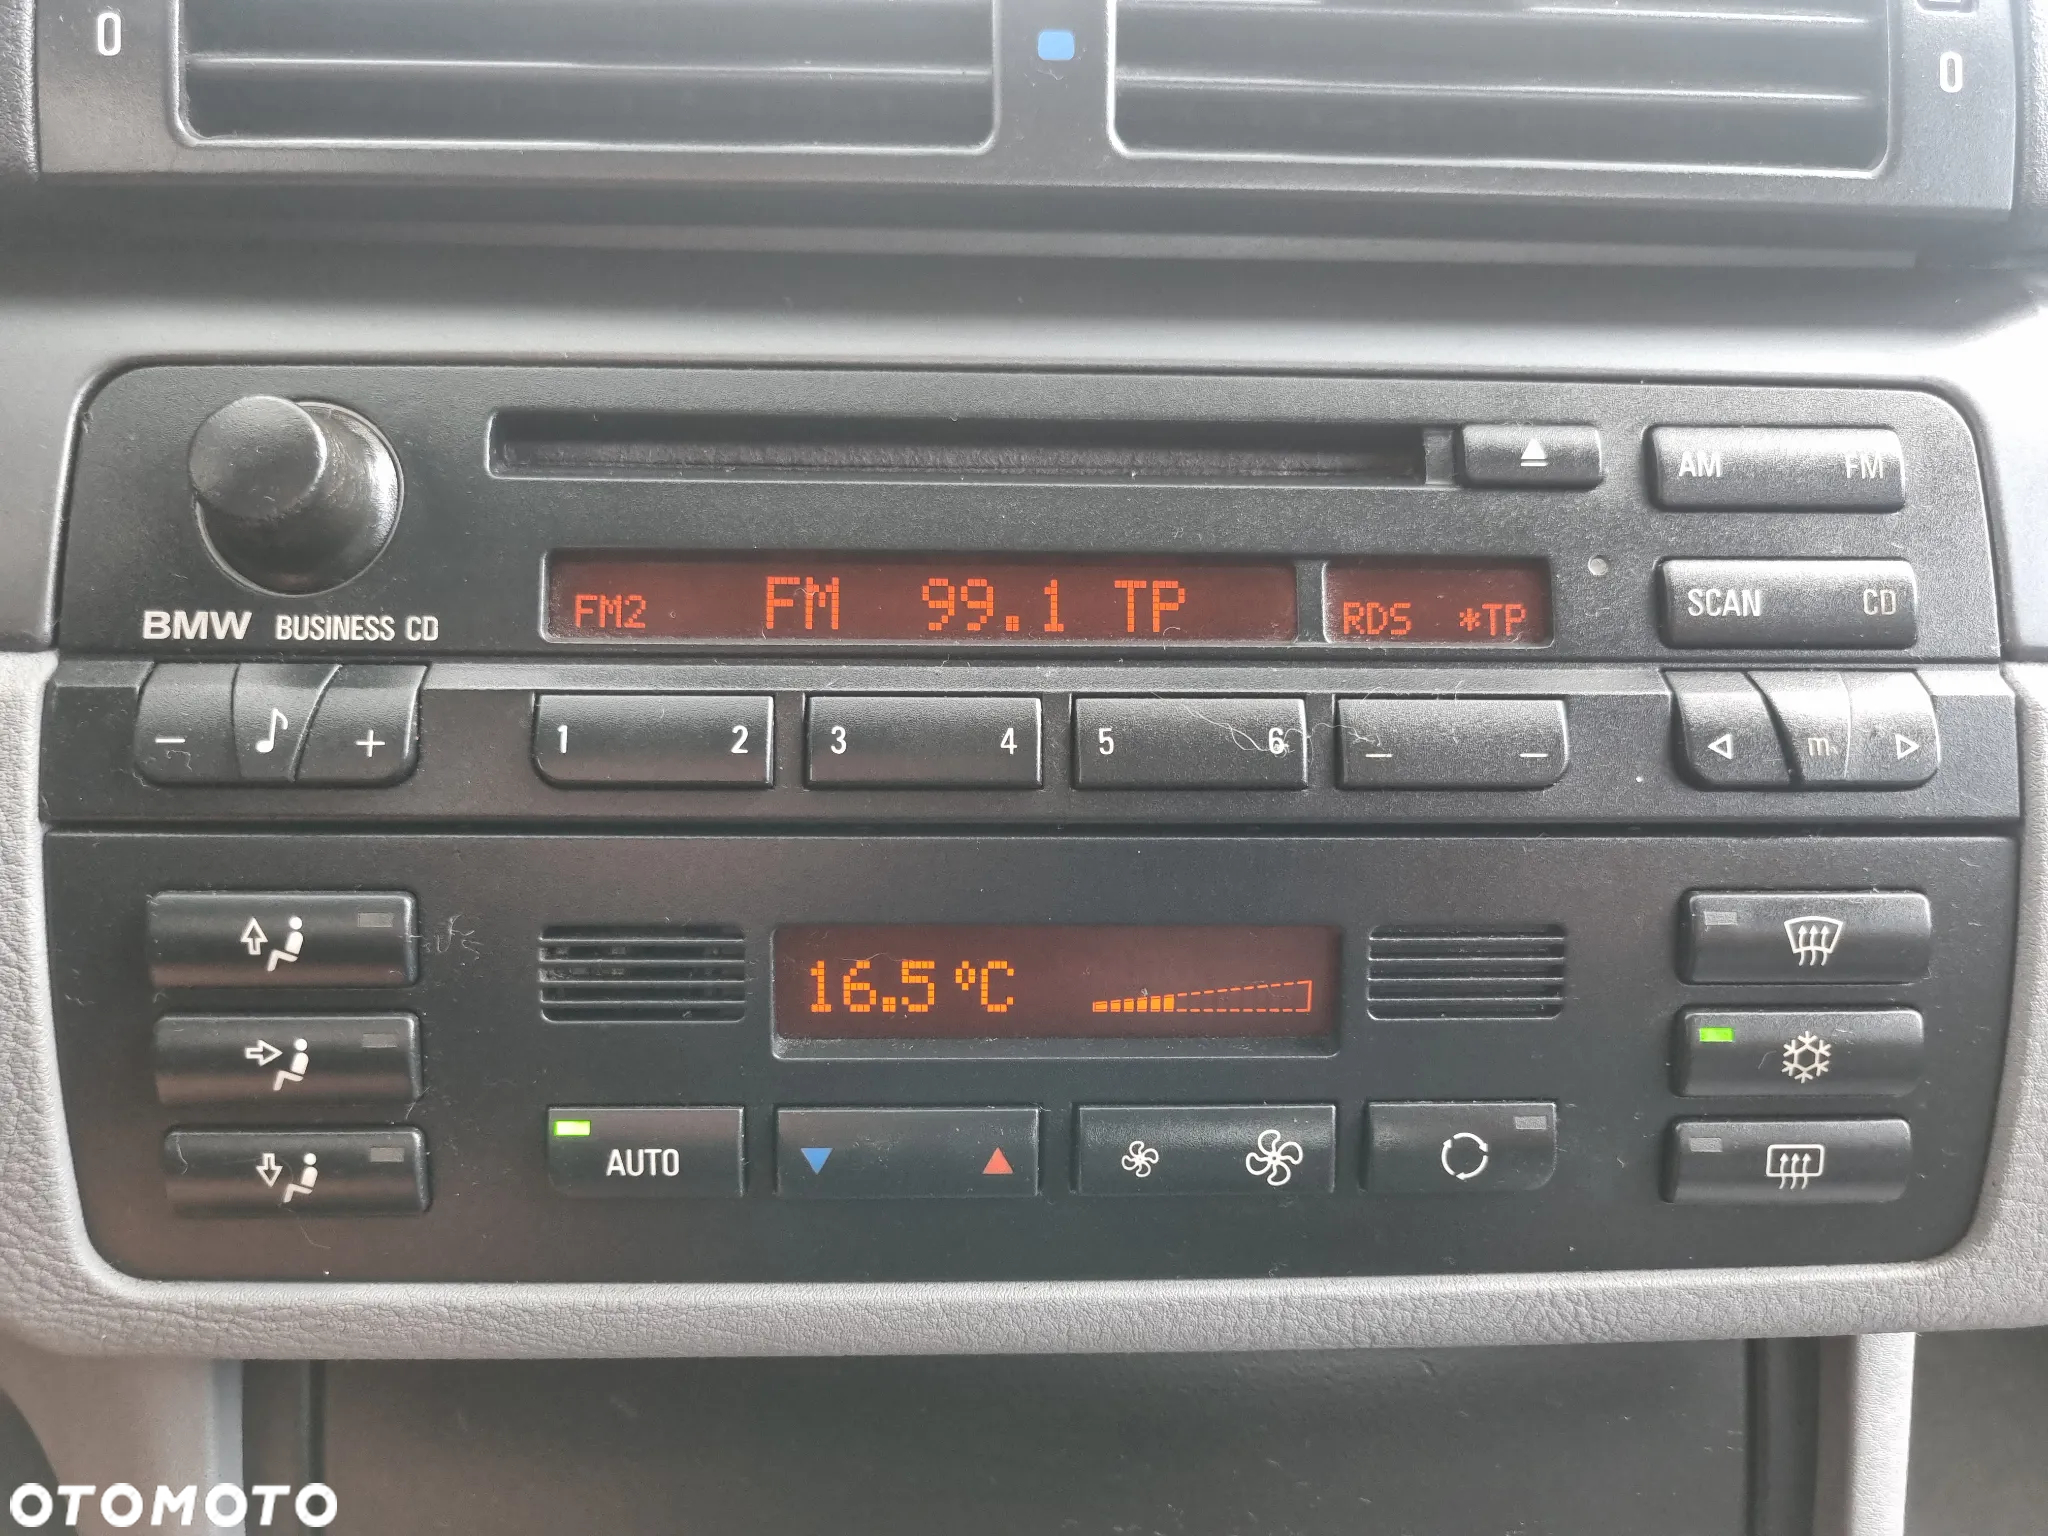 0
0
AM FM
FM2 FM 99.1 TP RDS *TP
SCAN CD
BMW BUSINESS CD
- +
1 2 3 4 5 6 — —
m
16.5 °C
AUTO
OTOMOTO